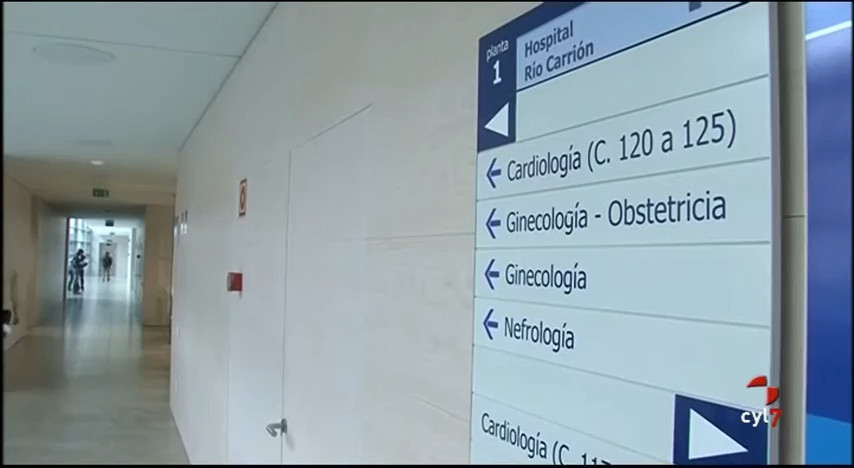 planta
1
Hospital
Río Carrión
Cardiología (C. 120 a 125)
Ginecología - Obstetricia
Ginecología
Nefrología
Cardiología (C.
cyl7